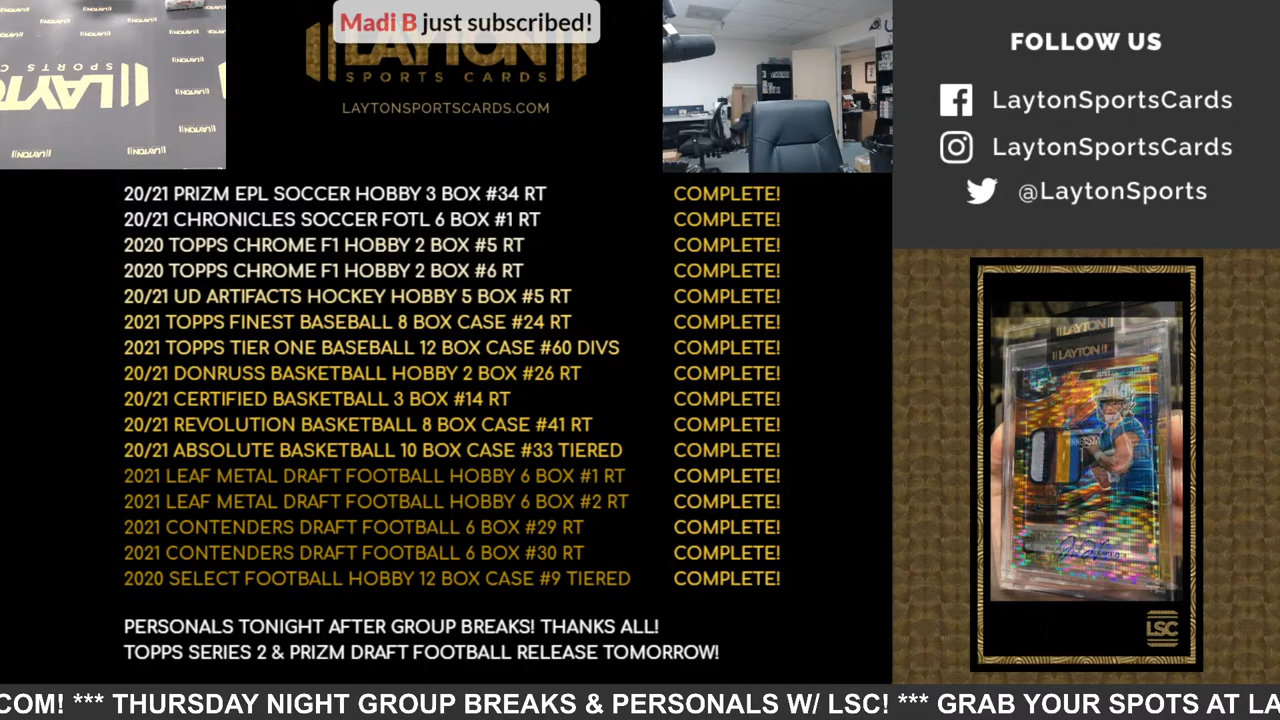 Madi B just subscribed!
LAYTON
SPORTS CARDS
LAYTONSPORTSCARDS.COM
FOLLOW US
LaytonSportsCards
LaytonSportsCards
@LaytonSports
20/21 PRIZM EPL SOCCER HOBBY 3 BOX #34 RT COMPLETE!
20/21 CHRONICLES SOCCER FOTL 6 BOX #1 RT COMPLETE!
2020 TOPPS CHROME F1 HOBBY 2 BOX #5 RT COMPLETE!
2020 TOPPS CHROME F1 HOBBY 2 BOX #6 RT COMPLETE!
20/21 UD ARTIFACTS HOCKEY HOBBY 5 BOX #5 RT COMPLETE!
2021 TOPPS FINEST BASEBALL 8 BOX CASE #24 RT COMPLETE!
2021 TOPPS TIER ONE BASEBALL 12 BOX CASE #60 DIVS COMPLETE!
20/21 DONRUSS BASKETBALL HOBBY 2 BOX #26 RT COMPLETE!
20/21 CERTIFIED BASKETBALL 3 BOX #14 RT COMPLETE!
20/21 REVOLUTION BASKETBALL 8 BOX CASE #41 RT COMPLETE!
20/21 ABSOLUTE BASKETBALL 10 BOX CASE #33 TIERED COMPLETE!
2021 LEAF METAL DRAFT FOOTBALL HOBBY 6 BOX #1 RT COMPLETE!
2021 LEAF METAL DRAFT FOOTBALL HOBBY 6 BOX #2 RT COMPLETE!
2021 CONTENDERS DRAFT FOOTBALL 6 BOX #29 RT COMPLETE!
2021 CONTENDERS DRAFT FOOTBALL 6 BOX #30 RT COMPLETE!
2020 SELECT FOOTBALL HOBBY 12 BOX CASE #9 TIERED COMPLETE!
PERSONALS TONIGHT AFTER GROUP BREAKS! THANKS ALL!
TOPPS SERIES 2 & PRIZM DRAFT FOOTBALL RELEASE TOMORROW!
LAYTON
LAYTON
LSC
COM! *** THURSDAY NIGHT GROUP BREAKS & PERSONALS W/ LSC! *** GRAB YOUR SPOTS AT LA